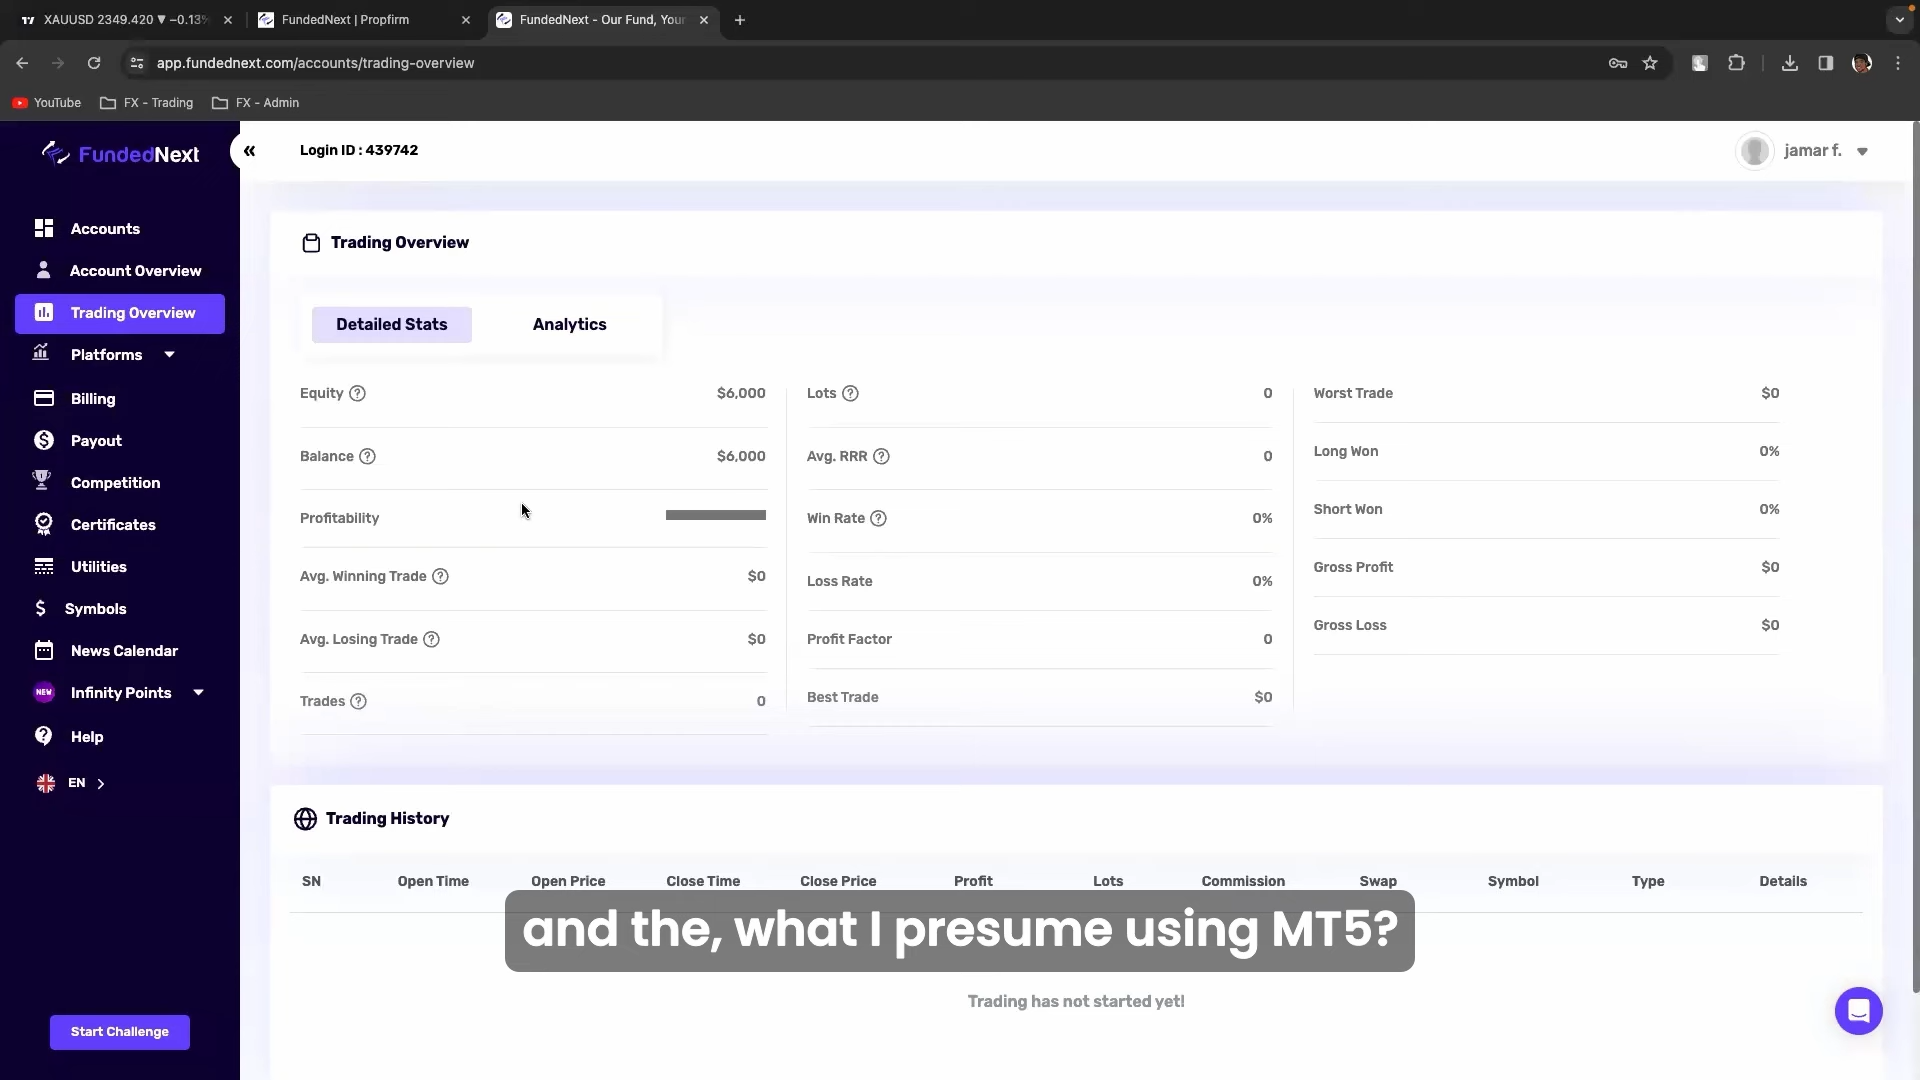 XAUUSD 2349.420 ▼ −0.13%
FundedNext | Propfirm
FundedNext - Our Fund, Your
app.fundednext.com/accounts/trading-overview
YouTube
FX - Trading
FX - Admin
FundedNext
Login ID : 439742
jamar f.
Accounts
Account Overview
Trading Overview
Platforms
Billing
Payout
Competition
Certificates
Utilities
Symbols
News Calendar
NEW
Infinity Points
Help
EN
Start Challenge
Trading Overview
Detailed Stats
Analytics
Equity $6,000
Balance $6,000
Profitability
Avg. Winning Trade $0
Avg. Losing Trade $0
Trades 0
Lots 0
Avg. RRR 0
Win Rate 0%
Loss Rate 0%
Profit Factor 0
Best Trade $0
Worst Trade $0
Long Won 0%
Short Won 0%
Gross Profit $0
Gross Loss $0
Trading History
SN Open Time Open Price Close Time Close Price Profit Lots Commission Swap Symbol Type Details
and the, what I presume using MT5?
Trading has not started yet!